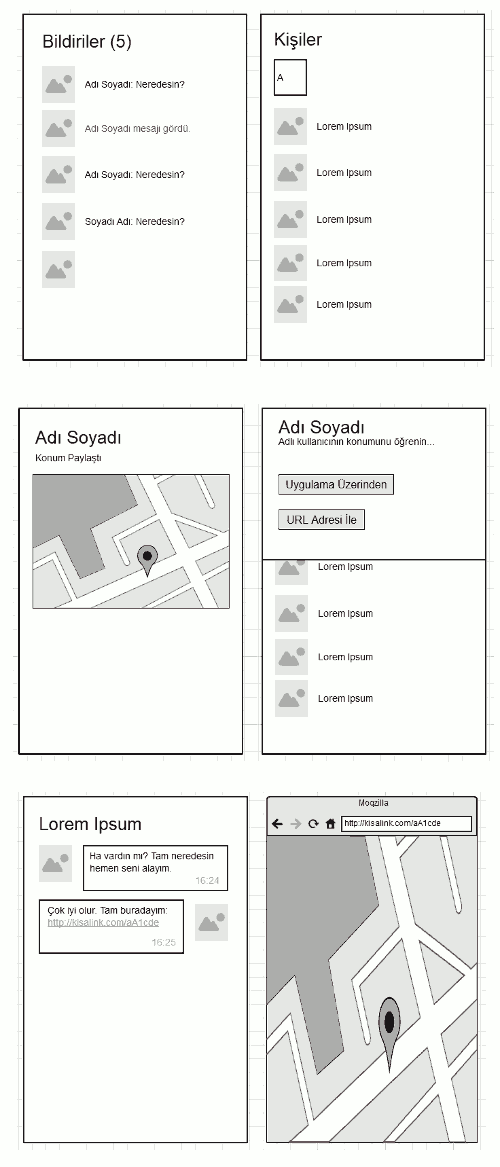 Bildiriler (5)
Adı Soyadı: Neredesin?
Adı Soyadı mesajı gördü.
Adı Soyadı: Neredesin?
Soyadı Adı: Neredesin?
Kişiler
A
Lorem Ipsum
Lorem Ipsum
Lorem Ipsum
Lorem Ipsum
Lorem Ipsum
Adı Soyadı
Konum Paylaştı
Adı Soyadı
Adlı kullanıcının konumunu öğrenin...
Uygulama Üzerinden
URL Adresi İle
Lorem Ipsum
Lorem Ipsum
Lorem Ipsum
Lorem Ipsum
Lorem Ipsum
Ha vardın mı? Tam neredesin
hemen seni alayım.
16:24
Çok iyi olur. Tam buradayım:
http://kisalink.com/aA1cde
16:25
Moqzilla
http://kisalink.com/aA1cde